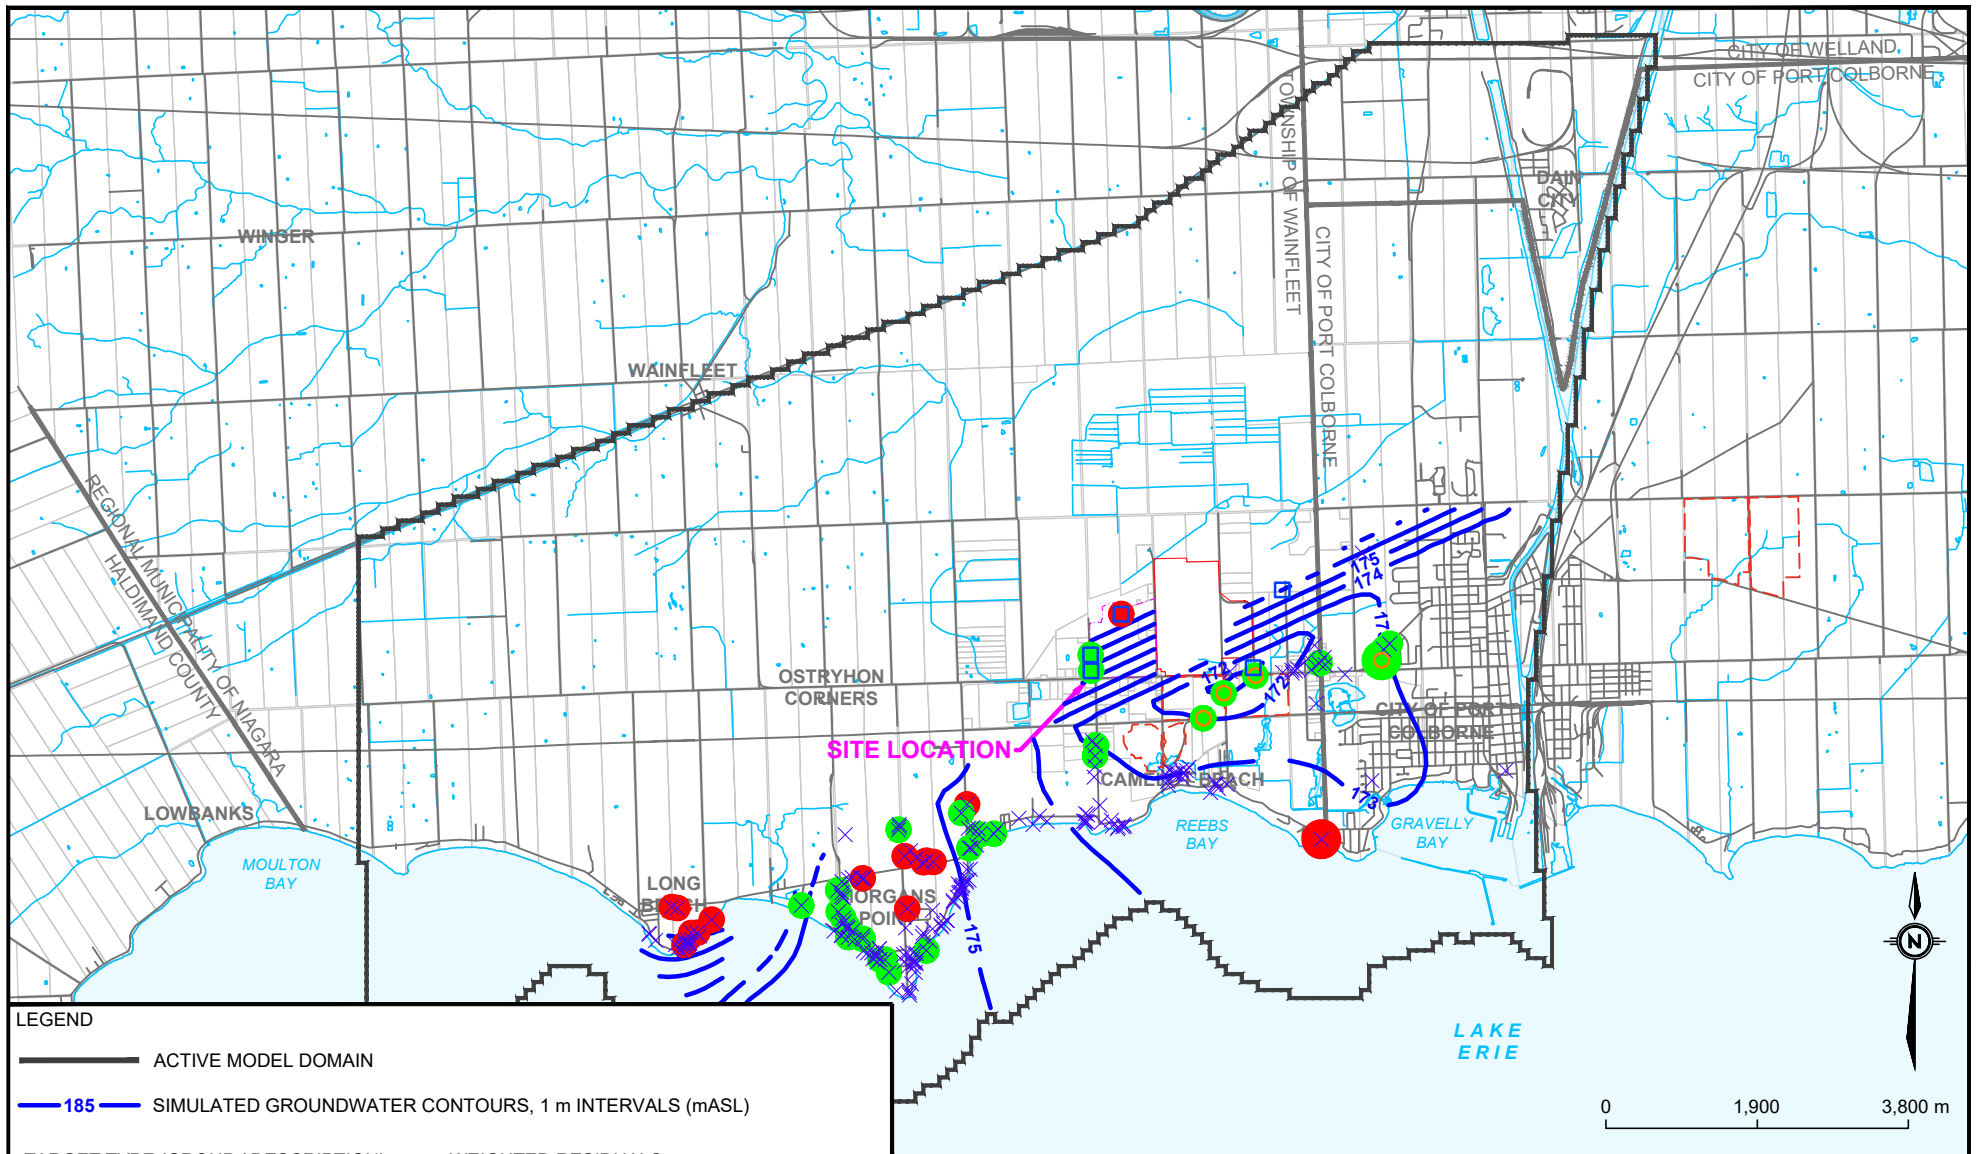 CITY OF WELLAND
CITY OF PORT COLBORNE
TOWNSHIP OF WAINFLEET
CITY OF PORT COLBORNE
DAIN
CITY
WINGER
WAINFLEET
REGIONAL MUNICIPALITY OF NIAGARA
HALDIMAND COUNTY
OSTRYHON
CORNERS
175
174
172
172
SITE LOCATION
CITY OF PORT
COLBORNE
BEACH
173
LOWBANKS
MOULTON
BAY
REEBS
BAY
GRAVELLY
BAY
LONG
175
LAKE
ERIE
N
LEGEND
ACTIVE MODEL DOMAIN
185 SIMULATED GROUNDWATER CONTOURS, 1 m INTERVALS (mASL)
0 1,900 3,800 m